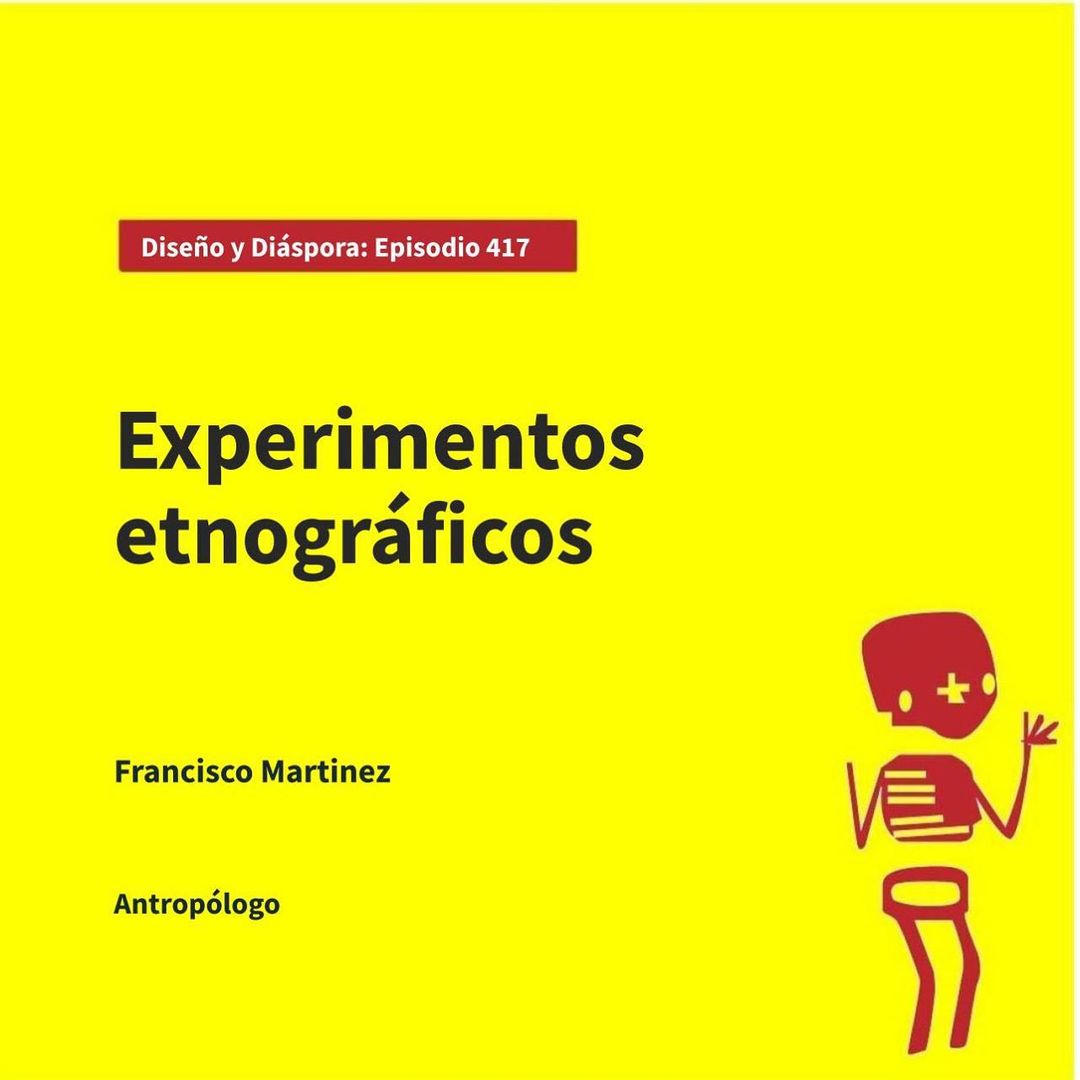 Diseño y Diáspora: Episodio 417
Experimentos
etnográficos
Francisco Martinez
Antropólogo